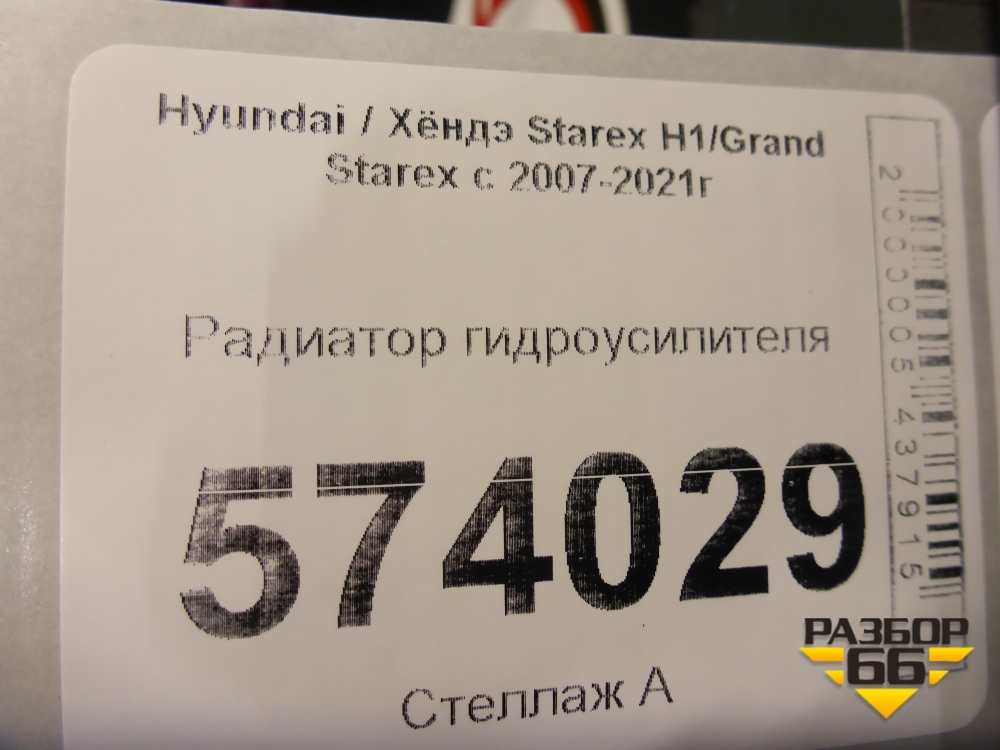 Hyundai / Хёндэ Starex H1/Grand
Starex с 2007-2021г
Радиатор гидроусилителя
574029
Стеллаж А
2000005437915
РАЗБОР
66